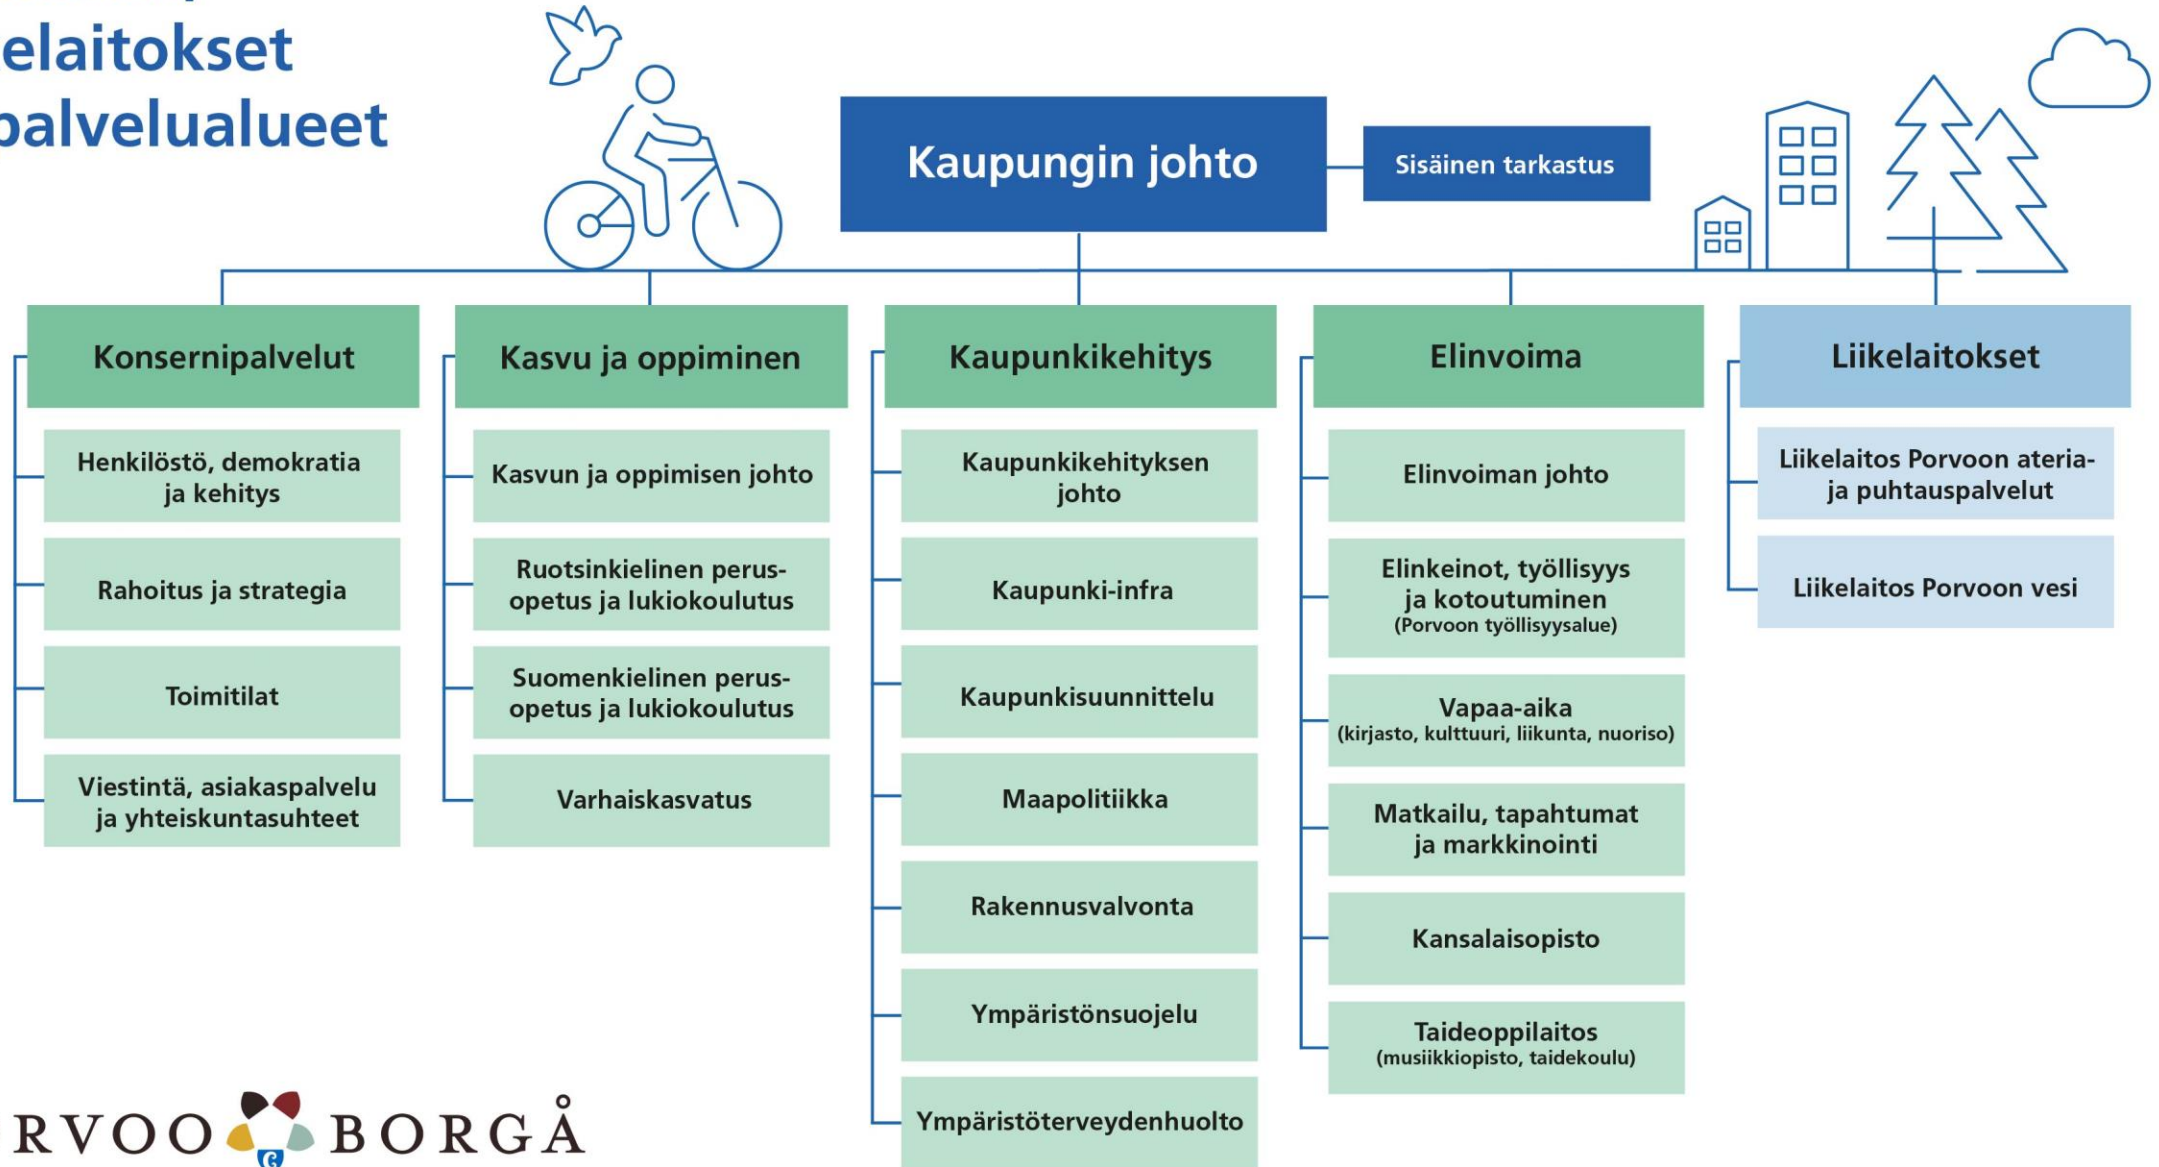 elaitokset
palvelualueet
Kaupungin johto
Sisäinen tarkastus
Konsernipalvelut
Henkilöstö, demokratia
ja kehitys
Rahoitus ja strategia
Toimitilat
Viestintä, asiakaspalvelu
ja yhteiskuntasuhteet
Kasvu ja oppiminen
Kasvun ja oppimisen johto
Ruotsinkielinen perus-
opetus ja lukiokoulutus
Suomenkielinen perus-
opetus ja lukiokoulutus
Varhaiskasvatus
Kaupunkikehitys
Kaupunkikehityksen
johto
Kaupunki-infra
Kaupunkisuunnittelu
Maapolitiikka
Rakennusvalvonta
Ympäristönsuojelu
Ympäristöterveydenhuolto
Elinvoima
Elinvoiman johto
Elinkeinot, työllisyys
ja kotoutuminen
(Porvoon työllisyysalue)
Vapaa-aika
(kirjasto, kulttuuri, liikunta, nuoriso)
Matkailu, tapahtumat
ja markkinointi
Kansalaisopisto
Taideoppilaitos
(musiikkiopisto, taidekoulu)
Liikelaitokset
Liikelaitos Porvoon ateria-
ja puhtauspalvelut
Liikelaitos Porvoon vesi
RVOO BORGÅ